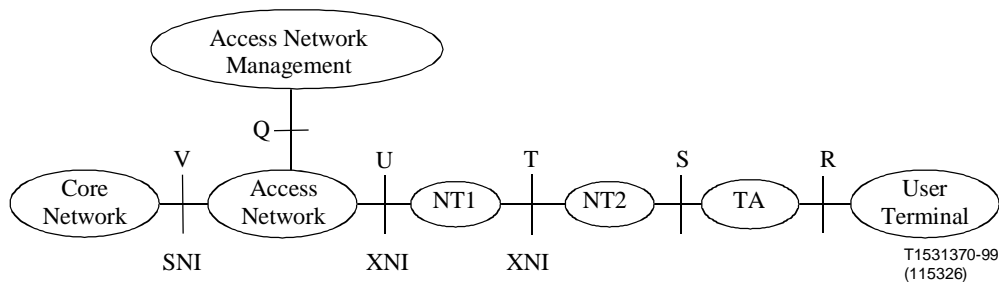 Access Network
Management
Q
V
U
T
S
R
Core
Network
Access
Network
NT1
NT2
TA
User
Terminal
SNI
XNI
XNI
T1531370-99
(115326)